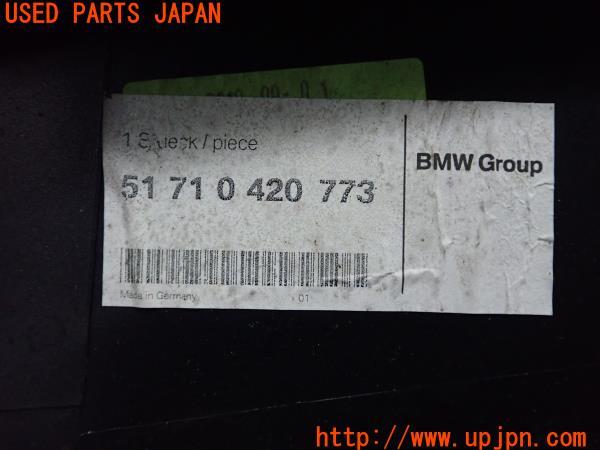 USED PARTS JAPAN
1 Stueck / piece
BMW Group
51 71 0 420 773
Made in Germany
01
http://www.upjpn.com